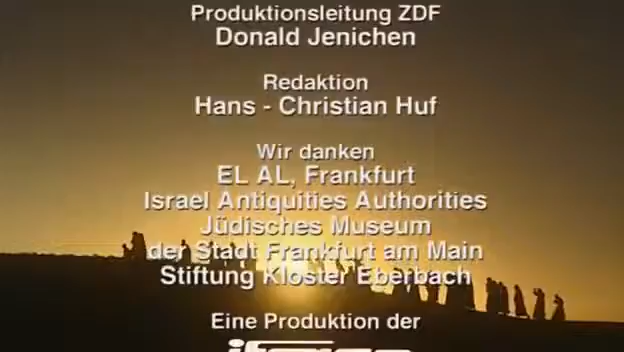 Produktionsleitung ZDF
Donald Jenichen
Redaktion
Hans - Christian Huf
Wir danken
EL AL, Frankfurt
Israel Antiquities Authorities
Jüdisches Museum
der Stadt Frankfurt am Main
Stiftung Kloster Eberbach
Eine Produktion der